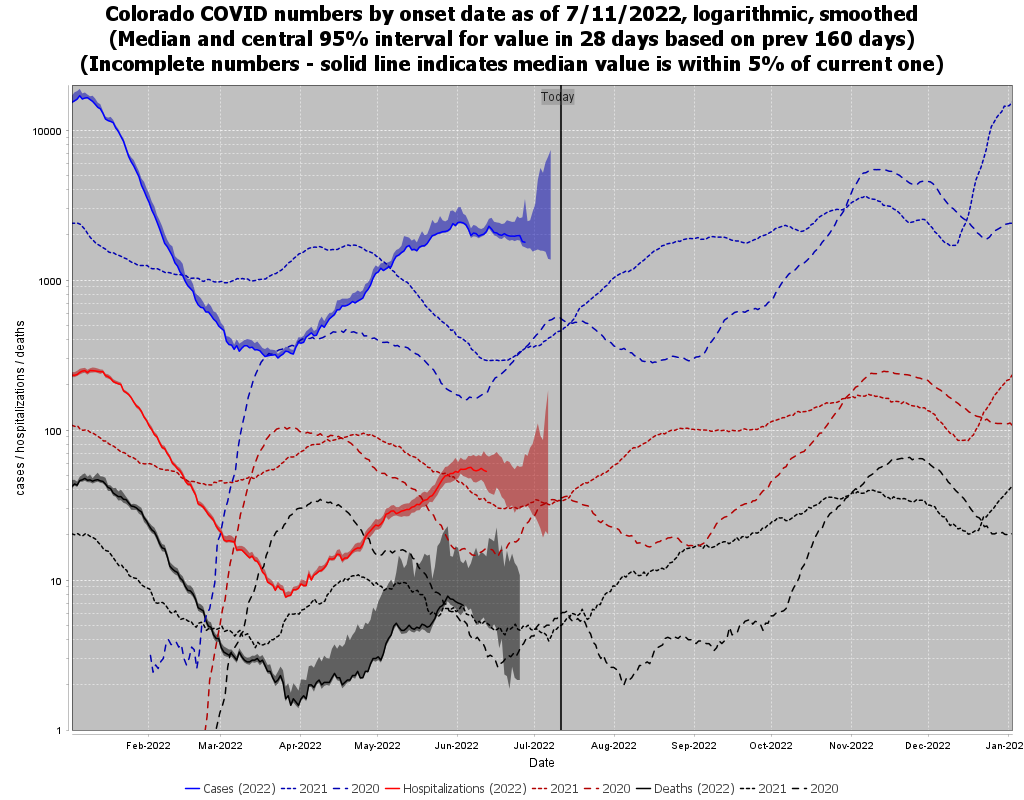 Colorado COVID numbers by onset date as of 7/11/2022, logarithmic, smoothed
(Median and central 95% interval for value in 28 days based on prev 160 days)
(Incomplete numbers - solid line indicates median value is within 5% of current one)
Today
cases / hospitalizations / deaths
10000
1000
100
10
1
Feb-2022 Mar-2022 Apr-2022 May-2022 Jun-2022 Jul-2022 Aug-2022 Sep-2022 Oct-2022 Nov-2022 Dec-2022 Jan-202
Date
Cases (2022) 2021 2020 Hospitalizations (2022) 2021 2020 Deaths (2022) 2021 2020